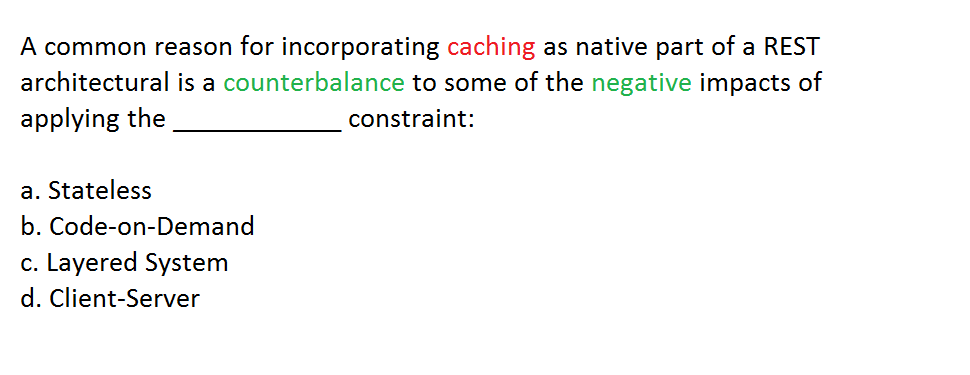 A common reason for incorporating caching as native part of a REST
architectural is a counterbalance to some of the negative impacts of
applying the ____________ constraint:
a. Stateless
b. Code-on-Demand
c. Layered System
d. Client-Server